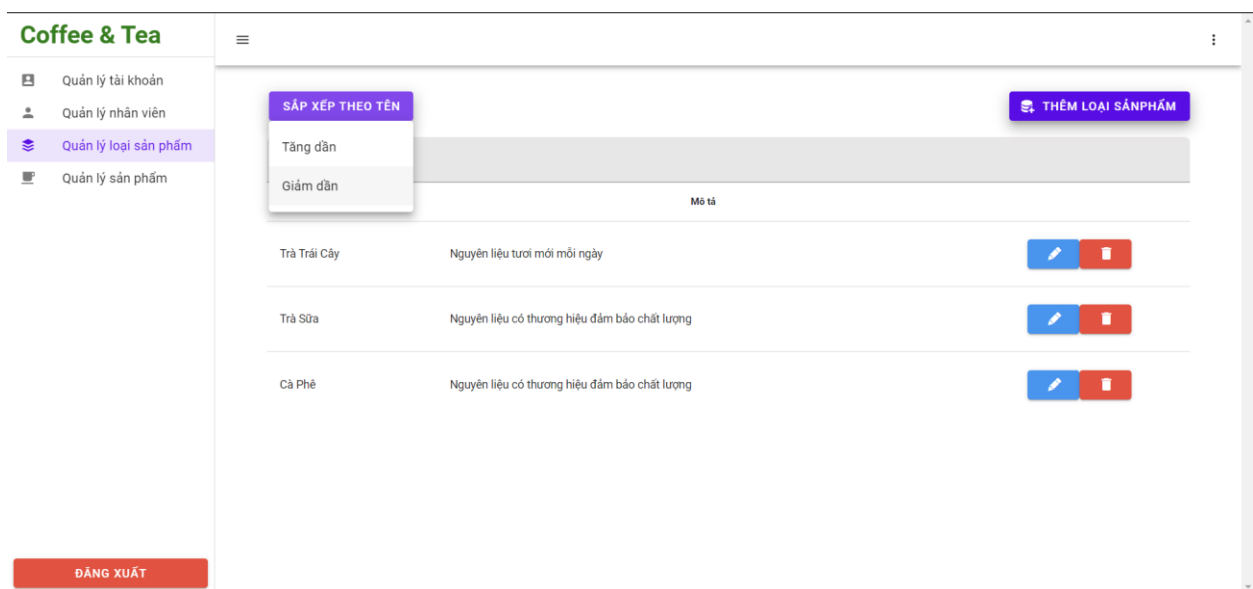 Coffee & Tea
Quản lý tài khoản
Quản lý nhân viên
Quản lý loại sản phẩm
Quản lý sản phẩm
ĐĂNG XUẤT
SẮP XẾP THEO TÊN
THÊM LOẠI SẢNPHẨM
Tăng dần
Giảm dần
Mô tả
Trà Trái Cây Nguyên liệu tươi mới mỗi ngày
Trà Sữa Nguyên liệu có thương hiệu đảm bảo chất lượng
Cà Phê Nguyên liệu có thương hiệu đảm bảo chất lượng